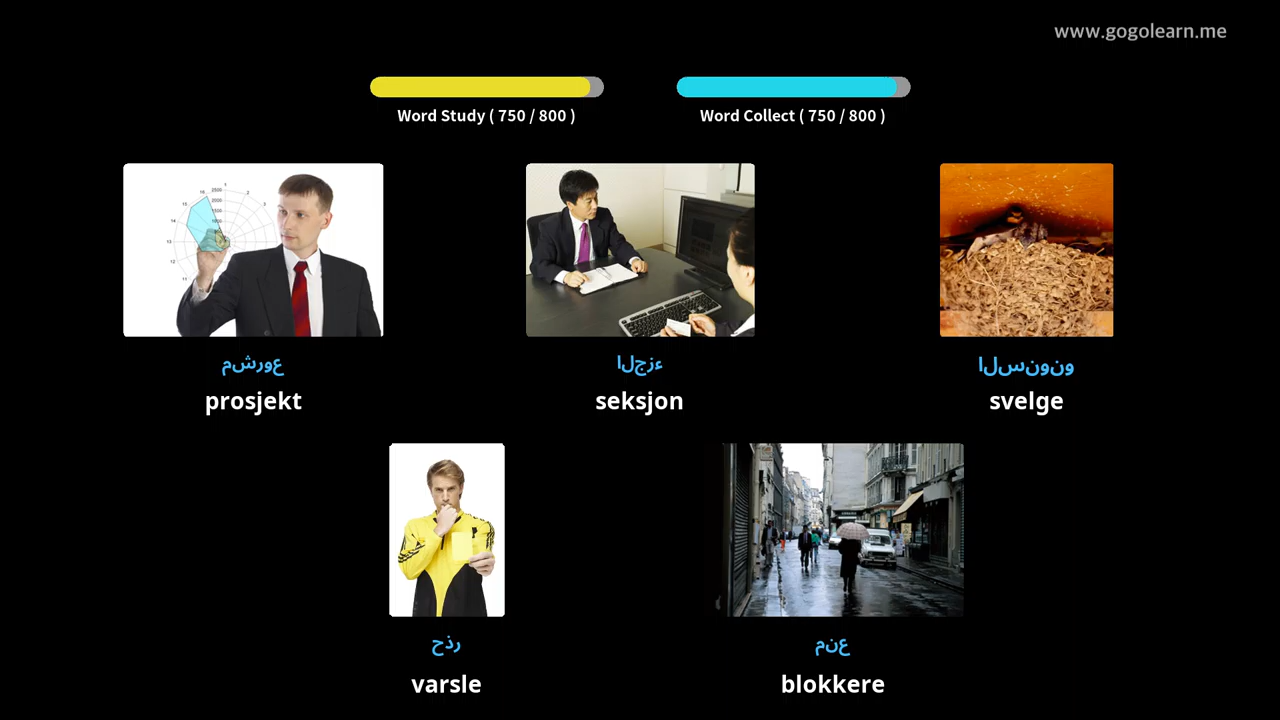 www.gogolearn.me
Word Study ( 750 / 800 )
Word Collect ( 750 / 800 )
مشروع
الجزء
السنونو
prosjekt
seksjon
svelge
حذر
منع
varsle
blokkere